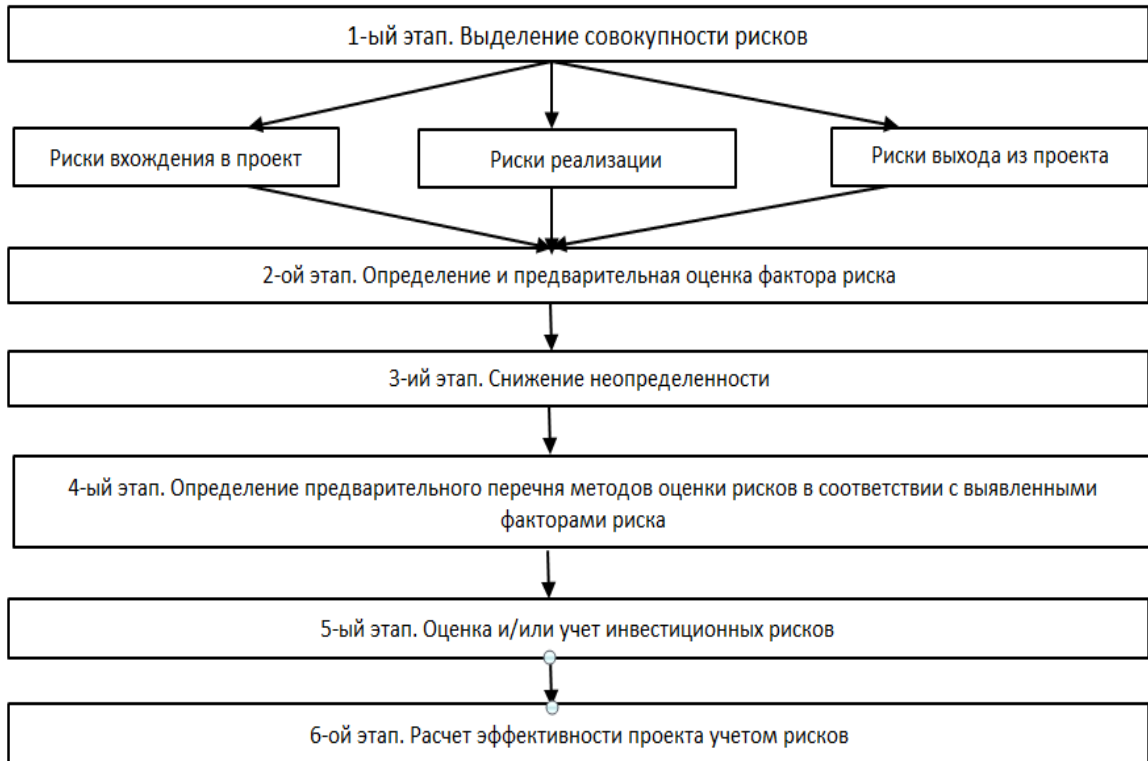 1-ый этап. Выделение совокупности рисков
Риски вхождения в проект
Риски реализации
Риски выхода из проекта
2-ой этап. Определение и предварительная оценка фактора риска
3-ий этап. Снижение неопределенности
4-ый этап. Определение предварительного перечня методов оценки рисков в соответствии с выявленными
факторами риска
5-ый этап. Оценка и/или учет инвестиционных рисков
6-ой этап. Расчет эффективности проекта учетом рисков